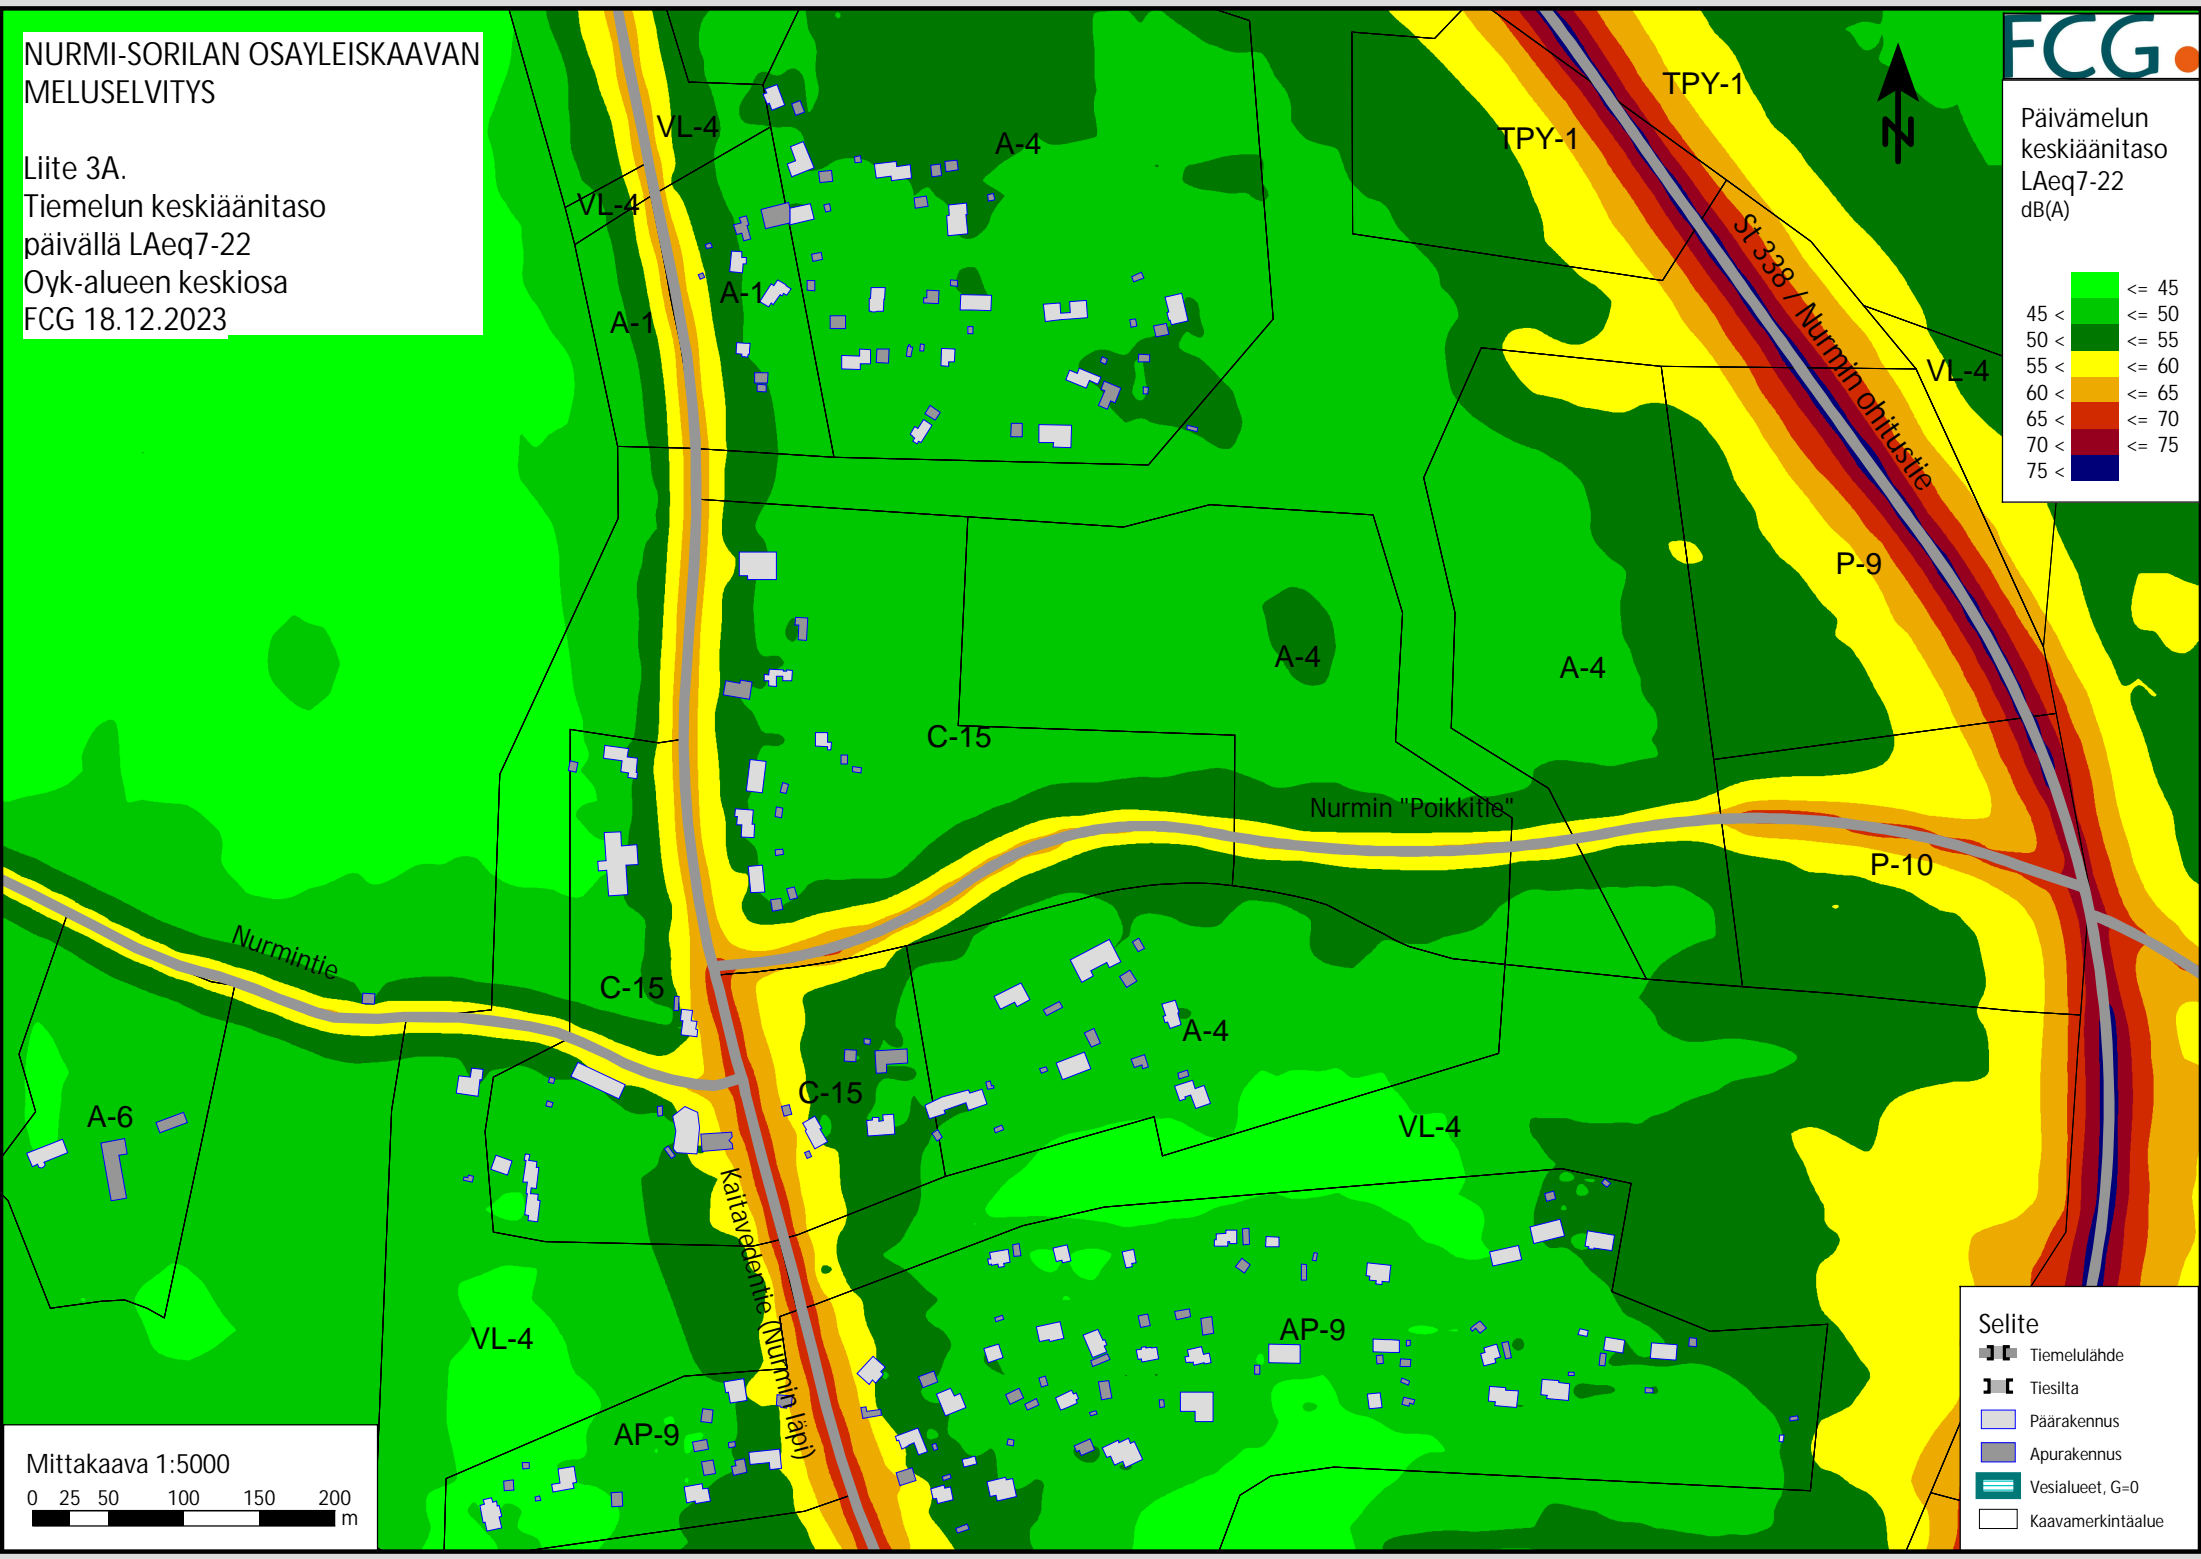 NURMI-SORILAN OSAYLEISKAAVAN
MELUSELVITYS
Liite 3A.
Tiemelun keskiäänitaso
päivällä LAeq7-22
Oyk-alueen keskiosa
FCG 18.12.2023
FCG
Päivämelun
keskiäänitaso
LAeq7-22
dB(A)
<= 45
45 < <= 50
50 < <= 55
55 < <= 60
60 < <= 65
65 < <= 70
70 < <= 75
75 <
N
TPY-1
TPY-1
VL-4
A-4
VL-4
A-1
A-1
St 338 / Nurmin ohitustie
VL-4
P-9
A-4
A-4
C-15
Nurmin "Poikkitie"
P-10
Nurmintie
C-15
A-4
C-15
A-6
VL-4
Kaitavedentie (Nurmin läpi)
VL-4
AP-9
AP-9
Mittakaava 1:5000
0 25 50 100 150 200
m
Selite
Tiemelulähde
Tiesilta
Päärakennus
Apurakennus
Vesialueet, G=0
Kaavamerkintäalue